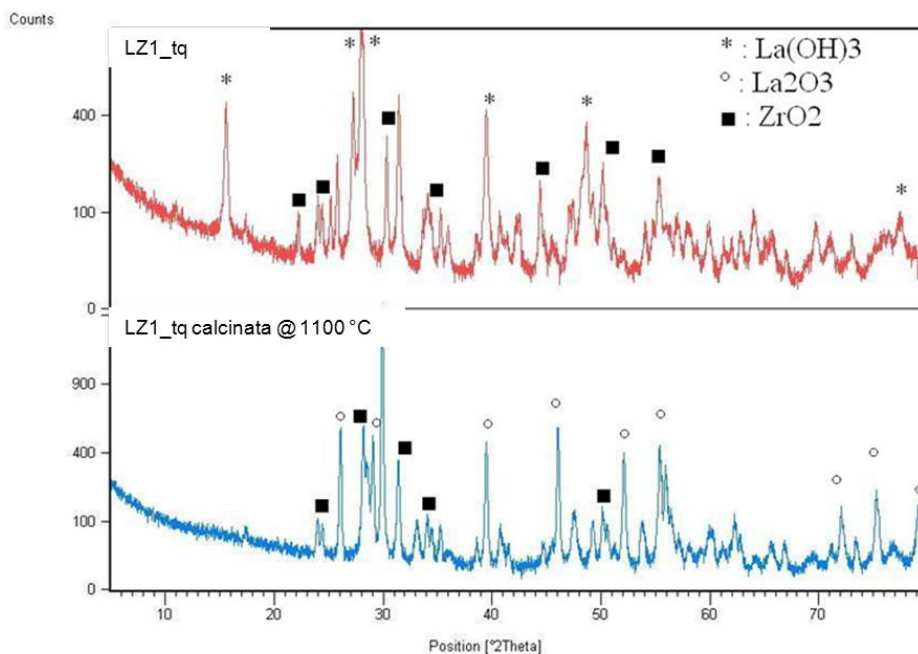 Counts
LZ1_tq
* : La(OH)3
○ : La2O3
■ : ZrO2
400
100
0
LZ1_tq calcinata @ 1100 °C
900
400
100
0
10 20 30 40 50 60 70
Position [°2Theta]